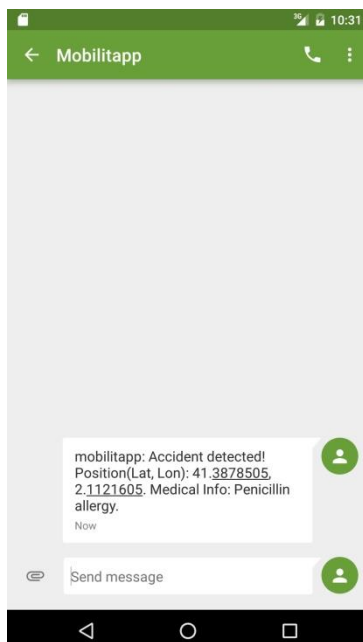 3G 10:31
Mobilitapp
mobilitapp: Accident detected!
Position(Lat, Lon): 41.3878505,
2.1121605. Medical Info: Penicillin
allergy.
Now
Send message